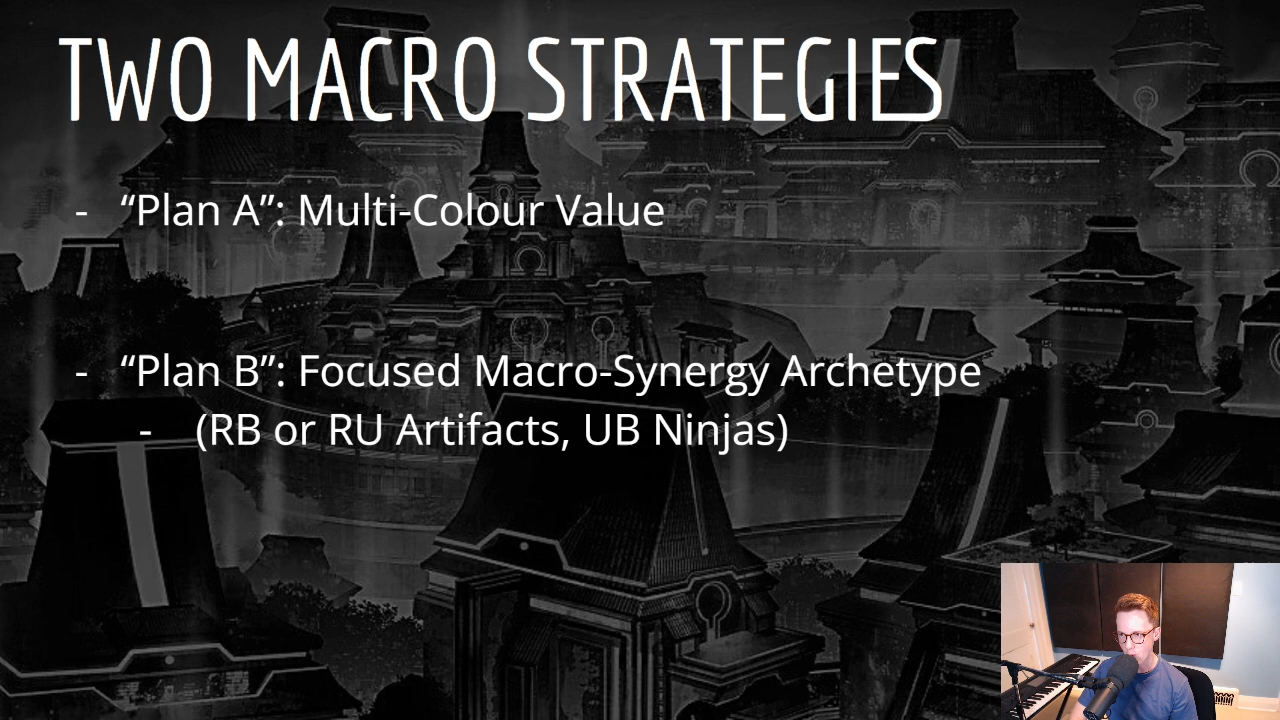 TWO MACRO STRATEGIES
- “Plan A”: Multi-Colour Value
- “Plan B”: Focused Macro-Synergy Archetype
- (RB or RU Artifacts, UB Ninjas)